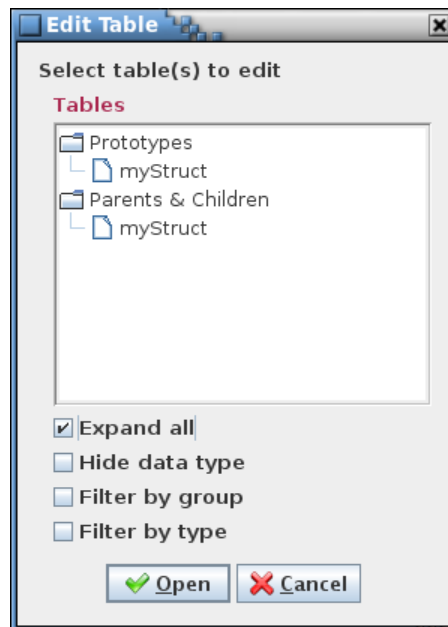 Edit Table
Select table(s) to edit
Tables
Prototypes
myStruct
Parents & Children
myStruct
Expand all
Hide data type
Filter by group
Filter by type
Open Cancel